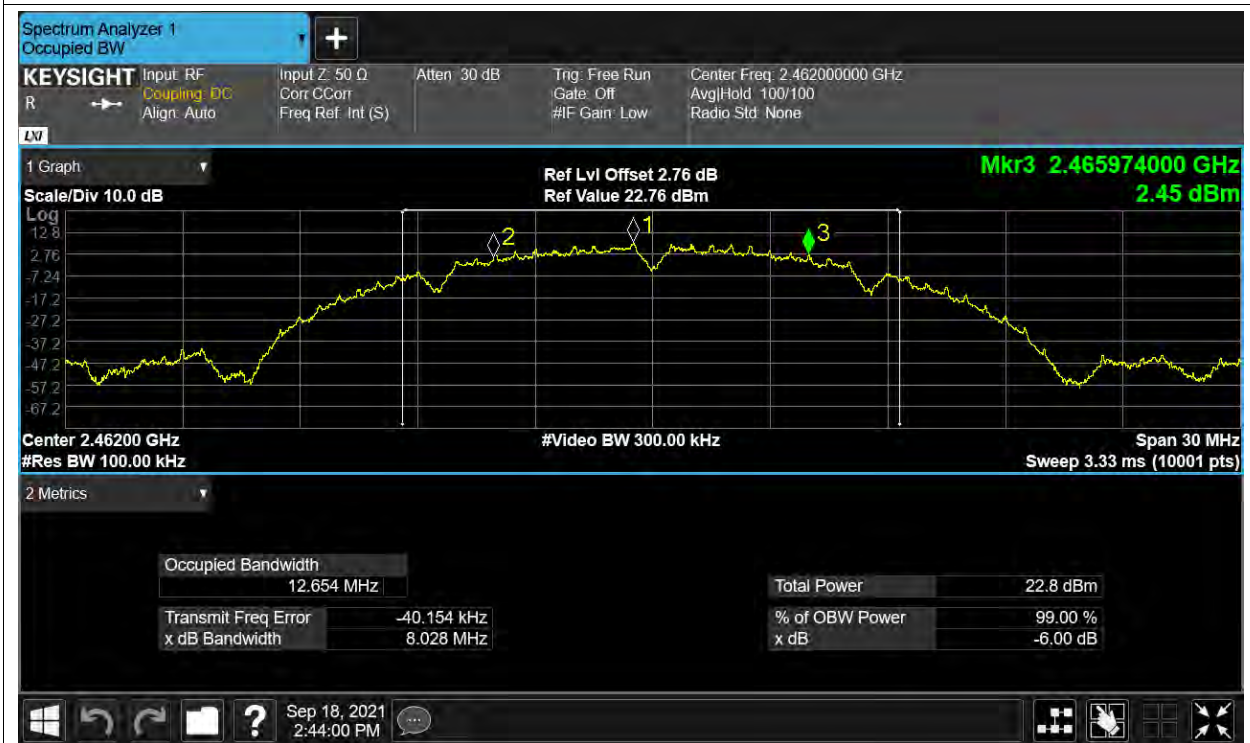 Spectrum Analyzer 1
Occupied BW
+
KEYSIGHT
R
LXI
Input: RF
Coupling: DC
Align: Auto
Input Z: 50 Ω
Corr CCorr
Freq Ref: Int (S)
Atten: 30 dB
Trig: Free Run
Gate: Off
#IF Gain: Low
Center Freq: 2.462000000 GHz
Avg|Hold: 100/100
Radio Std: None
1 Graph
Scale/Div 10.0 dB
Ref Lvl Offset 2.76 dB
Ref Value 22.76 dBm
Mkr3 2.465974000 GHz
2.45 dBm
Log
12.8
2.76
-7.24
-17.2
-27.2
-37.2
-47.2
-57.2
-67.2
2
1
3
Center 2.46200 GHz
#Res BW 100.00 kHz
#Video BW 300.00 kHz
Span 30 MHz
Sweep 3.33 ms (10001 pts)
2 Metrics
Occupied Bandwidth
12.654 MHz
Transmit Freq Error -40.154 kHz
x dB Bandwidth 8.028 MHz
Total Power 22.8 dBm
% of OBW Power 99.00 %
x dB -6.00 dB
?
Sep 18, 2021
2:44:00 PM